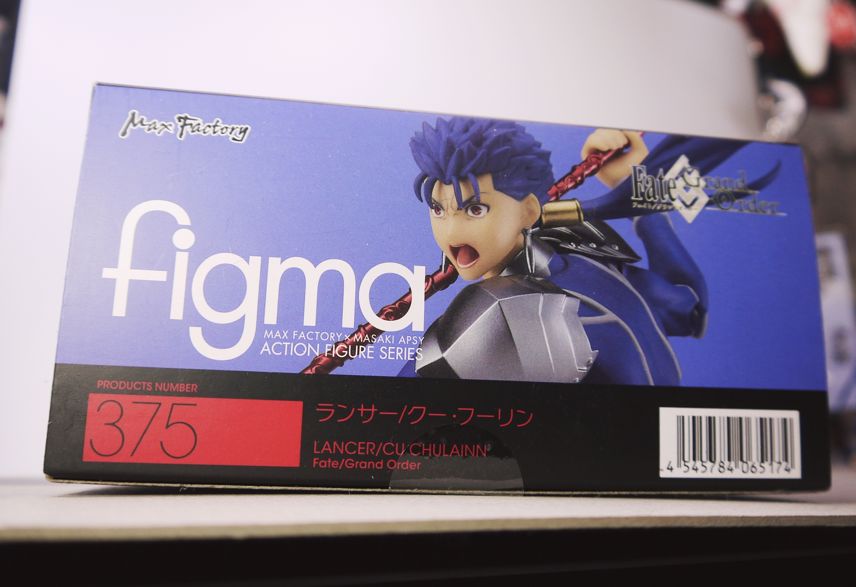 Max Factory
Fate/Grand Order
figma
MAX FACTORY × MASAKI APSY
ACTION FIGURE SERIES
PRODUCTS NUMBER
375
ランサー/クー・フーリン
LANCER/CU CHULAINN
Fate/Grand Order
4 545784 065174